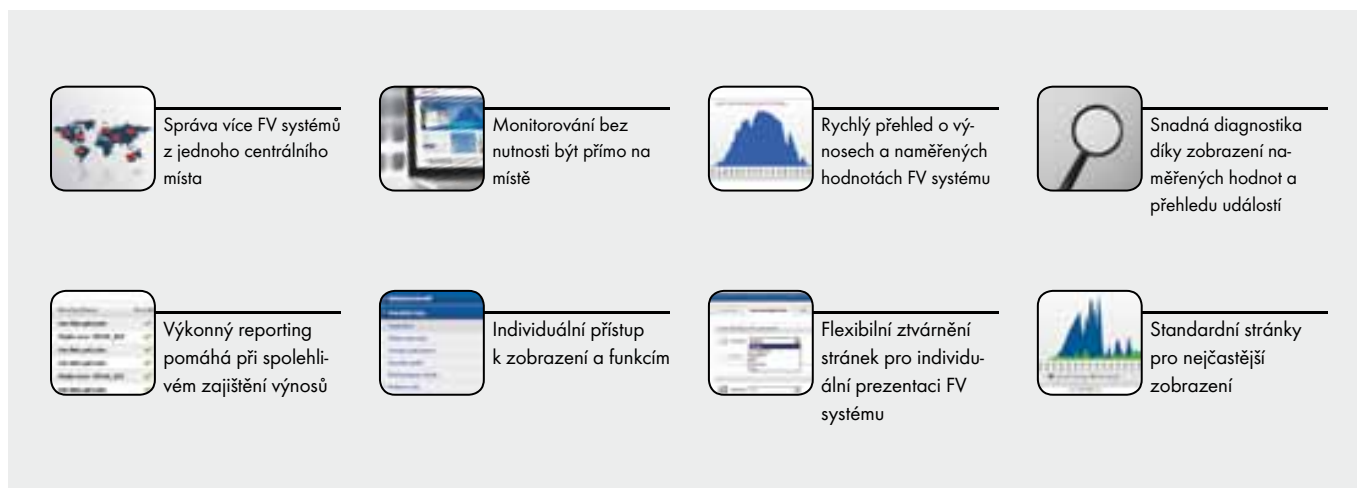 Správa více FV systémů
z jednoho centrálního
místa
Monitorování bez
nutnosti být přímo na
místě
Rychlý přehled o vý-
nosech a naměřených
hodnotách FV systému
Snadná diagnostika
díky zobrazení na-
měřených hodnot a
přehledu událostí
Výkonný reporting
pomáhá při spolehli-
vém zajištění výnosů
Individuální přístup
k zobrazení a funkcím
Flexibilní ztvárnění
stránek pro individu-
ální prezentaci FV
systému
Standardní stránky
pro nejčastější
zobrazení